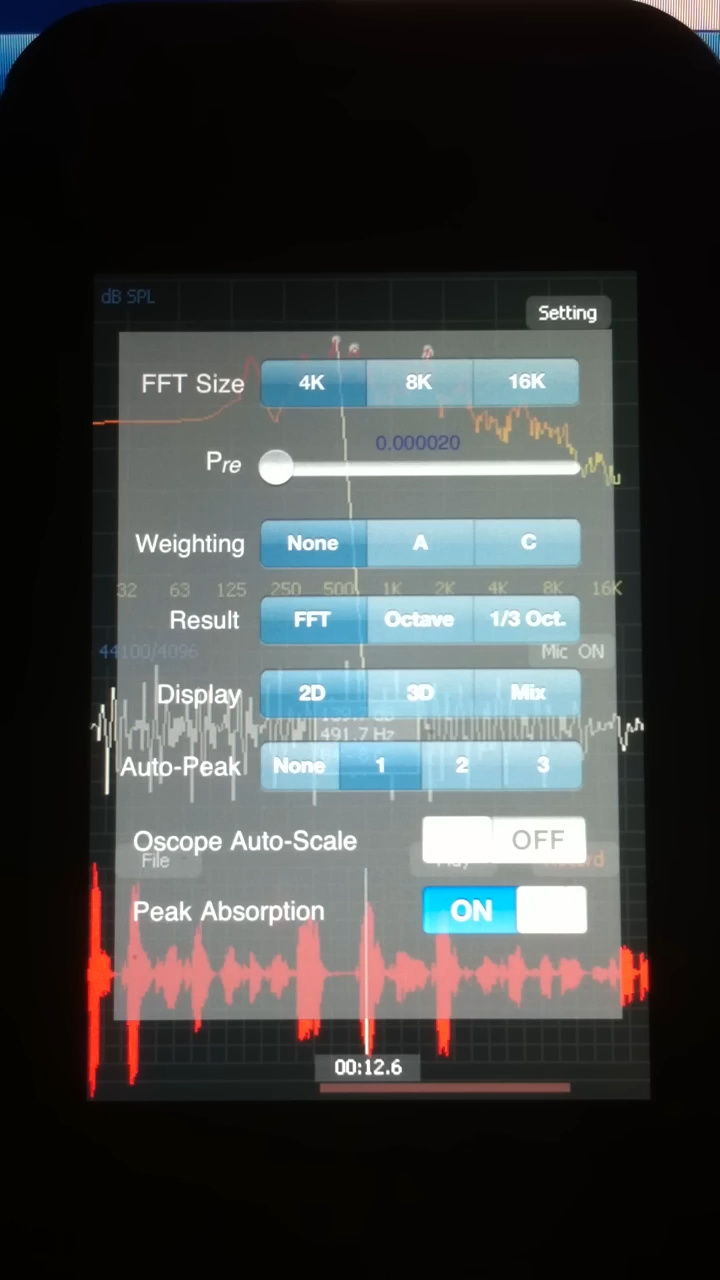 dB SPL
Setting
FFT Size 4K 8K 16K
0.000020
Pre
Weighting None A C
32 63 125 250 500 1K 2K 4K 8K 16K
Result FFT Octave 1/3 Oct.
44100/4096 Mic ON
Display 2D 3D Mix
491.7 Hz
Auto-Peak None 1 2 3
Oscope Auto-Scale OFF
File
Peak Absorption ON
00:12.6